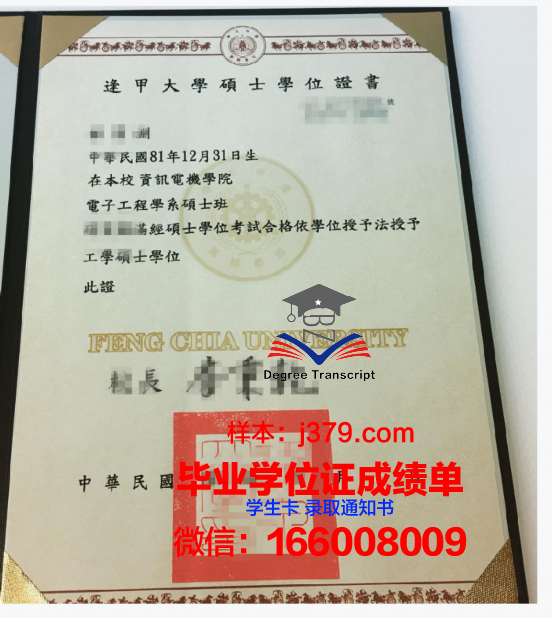 逢甲大學碩士學位證書
號
中華民國81年12月31日生
在本校 資訊電機學院
電子工程學系碩士班
經碩士學位考試合格依學位授予法授予
工學碩士學位
此證
FENG CHIA UNIVERSITY
Degree Transcript
校長
样本：j379.com
中華民國
毕业学位证成绩单
学生卡 录取通知书
微信：166008009